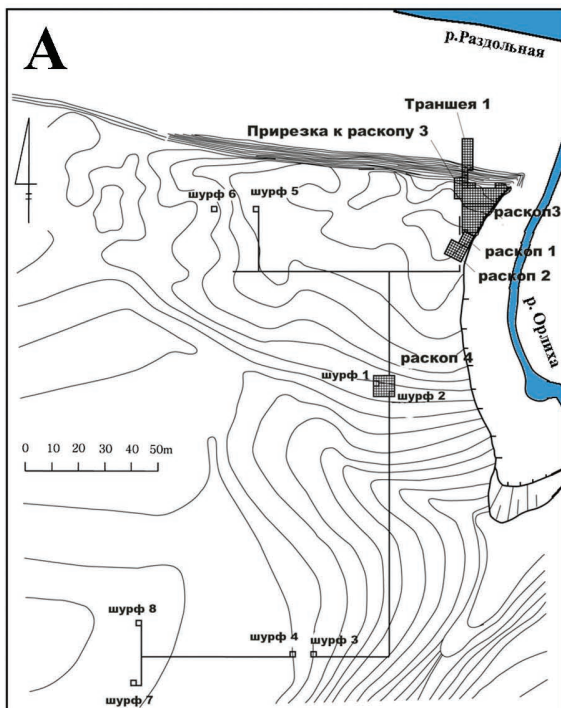 А
р.Раздольная
Траншея 1
Прирезка к раскопу 3
шурф 6
шурф 5
раскоп3
раскоп 1
раскоп 2
р. Орлиха
раскоп 4
шурф 1
шурф 2
0 10 20 30 40 50m
шурф 8
шурф 4
шурф 3
шурф 7